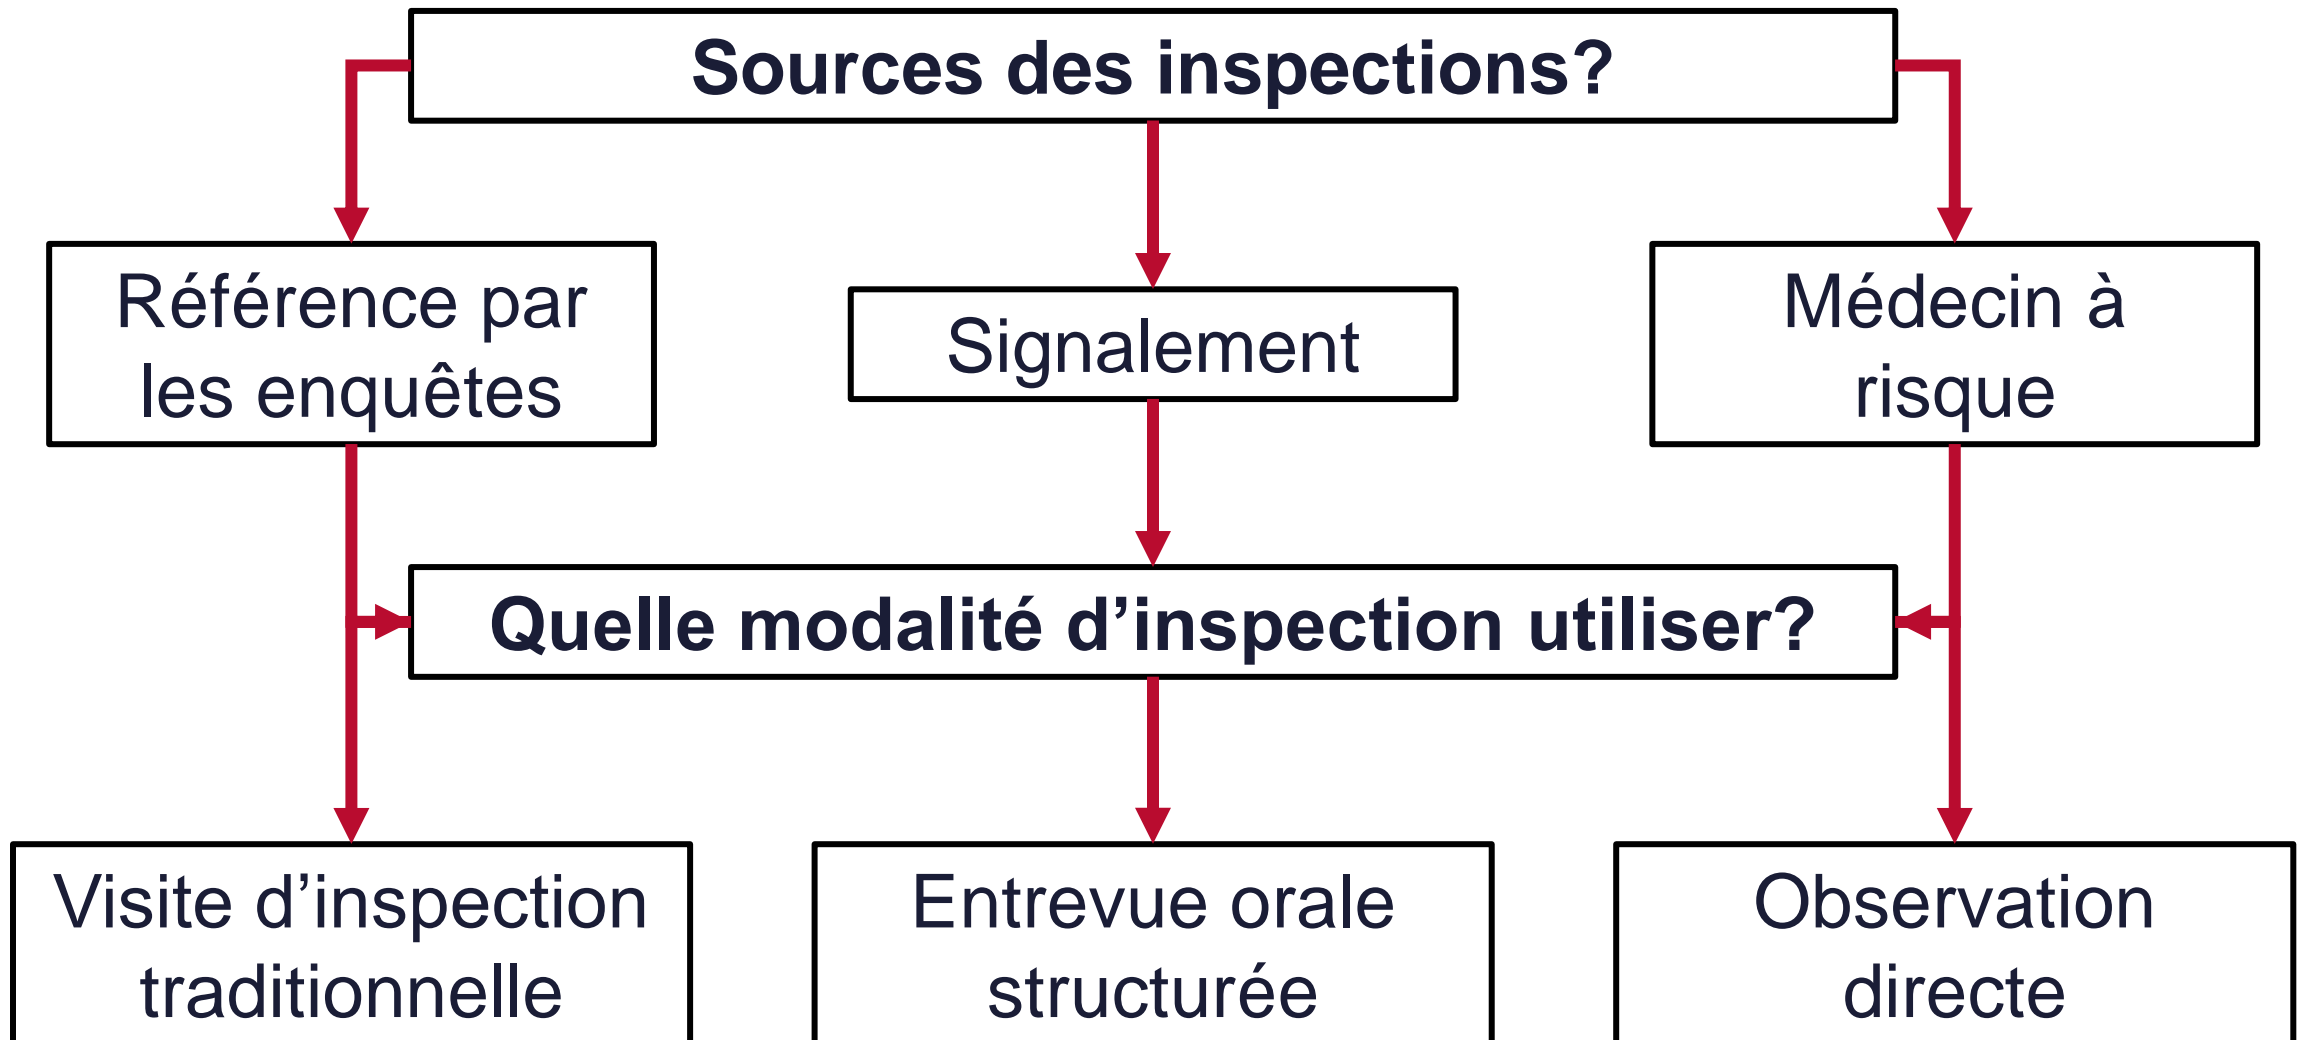 Sources des inspections?
Référence par
les enquêtes
Signalement
Médecin à
risque
Quelle modalité d’inspection utiliser?
Visite d’inspection
traditionnelle
Entrevue orale
structurée
Observation
directe